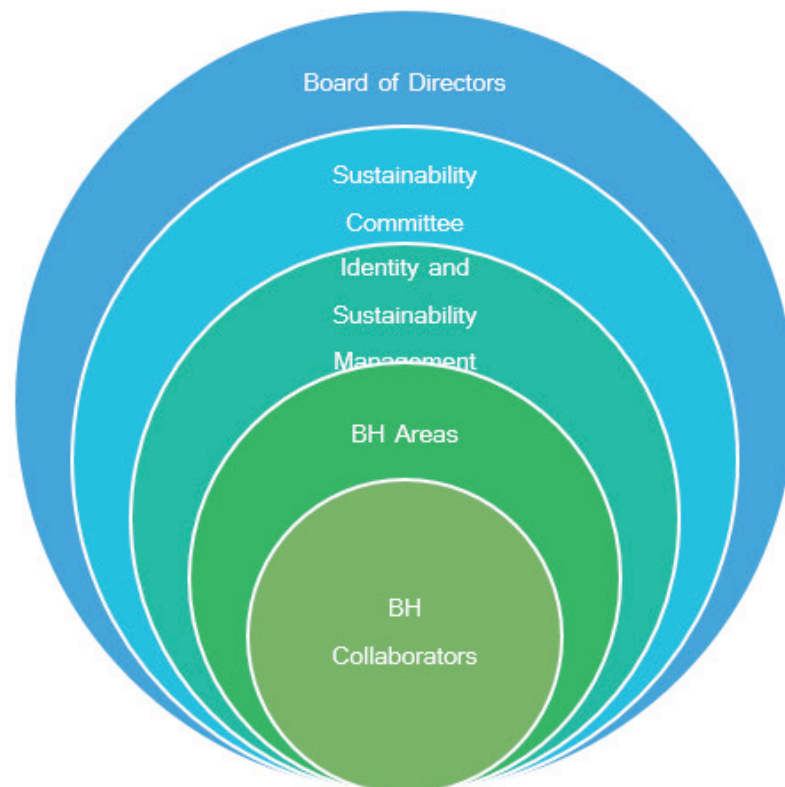 Board of Directors
Sustainability
Committee
Identity and
Sustainability
Management
BH Areas
BH
Collaborators